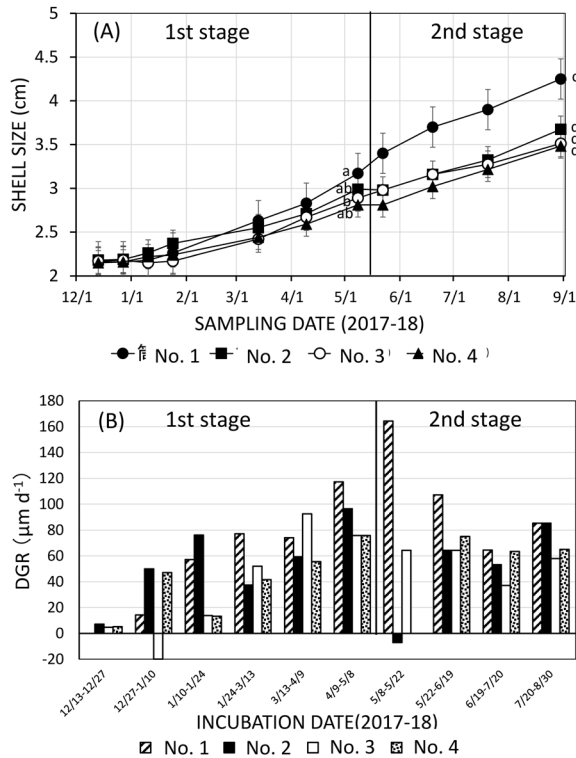 (A) 1st stage 2nd stage
5
4.5
4
3.5
3
2.5
2
SHELL SIZE (cm)
a
ab
b
ab
12/1 1/1 2/1 3/1 4/1 5/1 6/1 7/1 8/1 9/1
SAMPLING DATE (2017-18)
No. 1 No. 2 No. 3 No. 4
(B) 1st stage 2nd stage
180
160
140
120
100
80
60
40
20
0
-20
DGR (μm d-1)
12/13-12/27 12/27-1/10 1/10-1/24 1/24-3/13 3/13-4/9 4/9-5/8 5/8-5/22 5/22-6/19 6/19-7/20 7/20-8/30
INCUBATION DATE(2017-18)
No. 1 No. 2 No. 3 No. 4